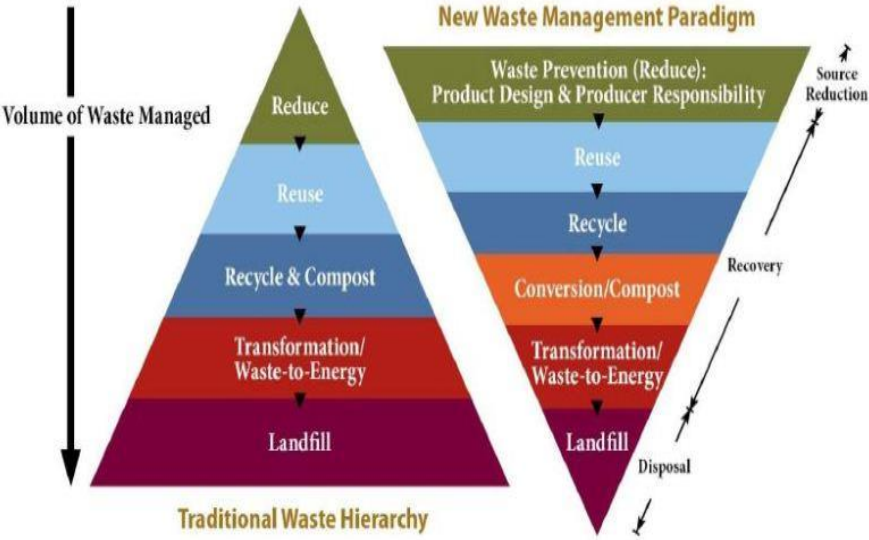 New Waste Management Paradigm
Volume of Waste Managed
Reduce
Reuse
Recycle & Compost
Transformation/
Waste-to-Energy
Landfill
Traditional Waste Hierarchy
Waste Prevention (Reduce):
Product Design & Producer Responsibility
Reuse
Recycle
Conversion/Compost
Transformation/
Waste-to-Energy
Landfill
Source
Reduction
Recovery
Disposal